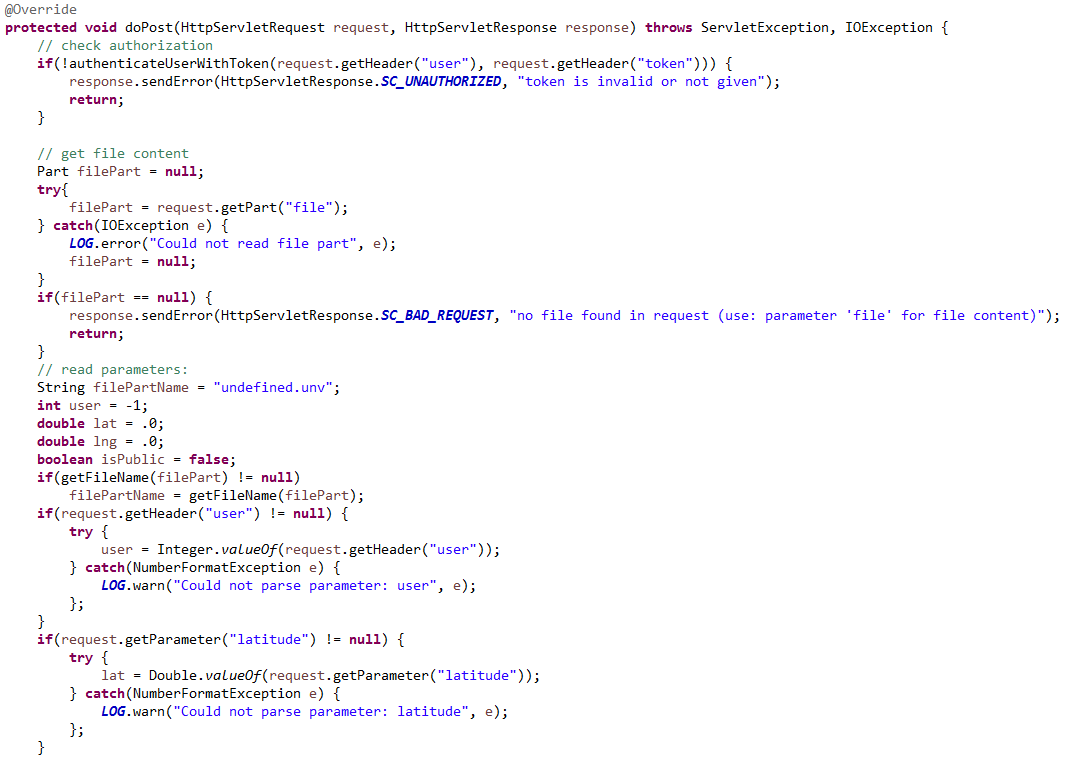 @Override
protected void doPost(HttpServletRequest request, HttpServletResponse response) throws ServletException, IOException {
    // check authorization
    if(!authenticateUserWithToken(request.getHeader("user"), request.getHeader("token"))) {
        response.sendError(HttpServletResponse.SC_UNAUTHORIZED, "token is invalid or not given");
        return;
    }

    // get file content
    Part filePart = null;
    try{
        filePart = request.getPart("file");
    } catch(IOException e) {
        LOG.error("Could not read file part", e);
        filePart = null;
    }
    if(filePart == null) {
        response.sendError(HttpServletResponse.SC_BAD_REQUEST, "no file found in request (use: parameter 'file' for file content)");
        return;
    }
    // read parameters:
    String filePartName = "undefined.unv";
    int user = -1;
    double lat = .0;
    double lng = .0;
    boolean isPublic = false;
    if(getFileName(filePart) != null)
        filePartName = getFileName(filePart);
    if(request.getHeader("user") != null) {
        try {
            user = Integer.valueOf(request.getHeader("user"));
        } catch(NumberFormatException e) {
            LOG.warn("Could not parse parameter: user", e);
        };
    }
    if(request.getParameter("latitude") != null) {
        try {
            lat = Double.valueOf(request.getParameter("latitude"));
        } catch(NumberFormatException e) {
            LOG.warn("Could not parse parameter: latitude", e);
        };
    }